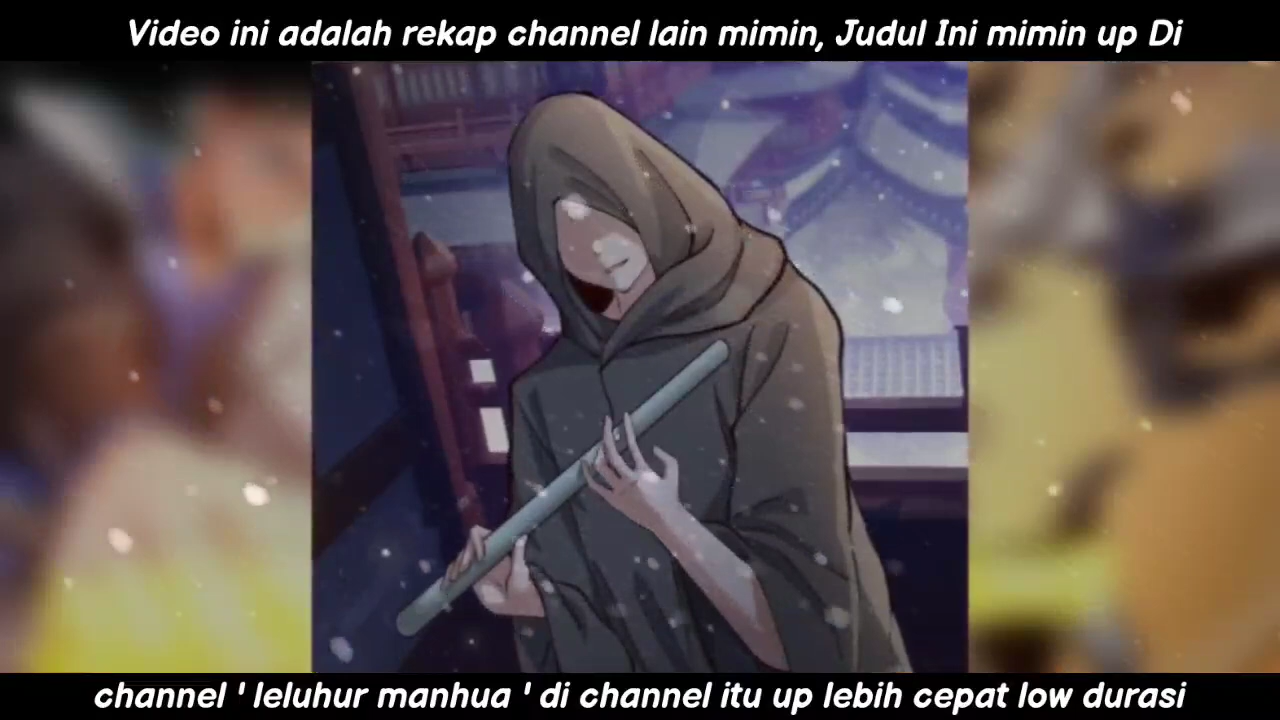 Video ini adalah rekap channel lain mimin, Judul Ini mimin up Di
channel ' leluhur manhua ' di channel itu up lebih cepat low durasi